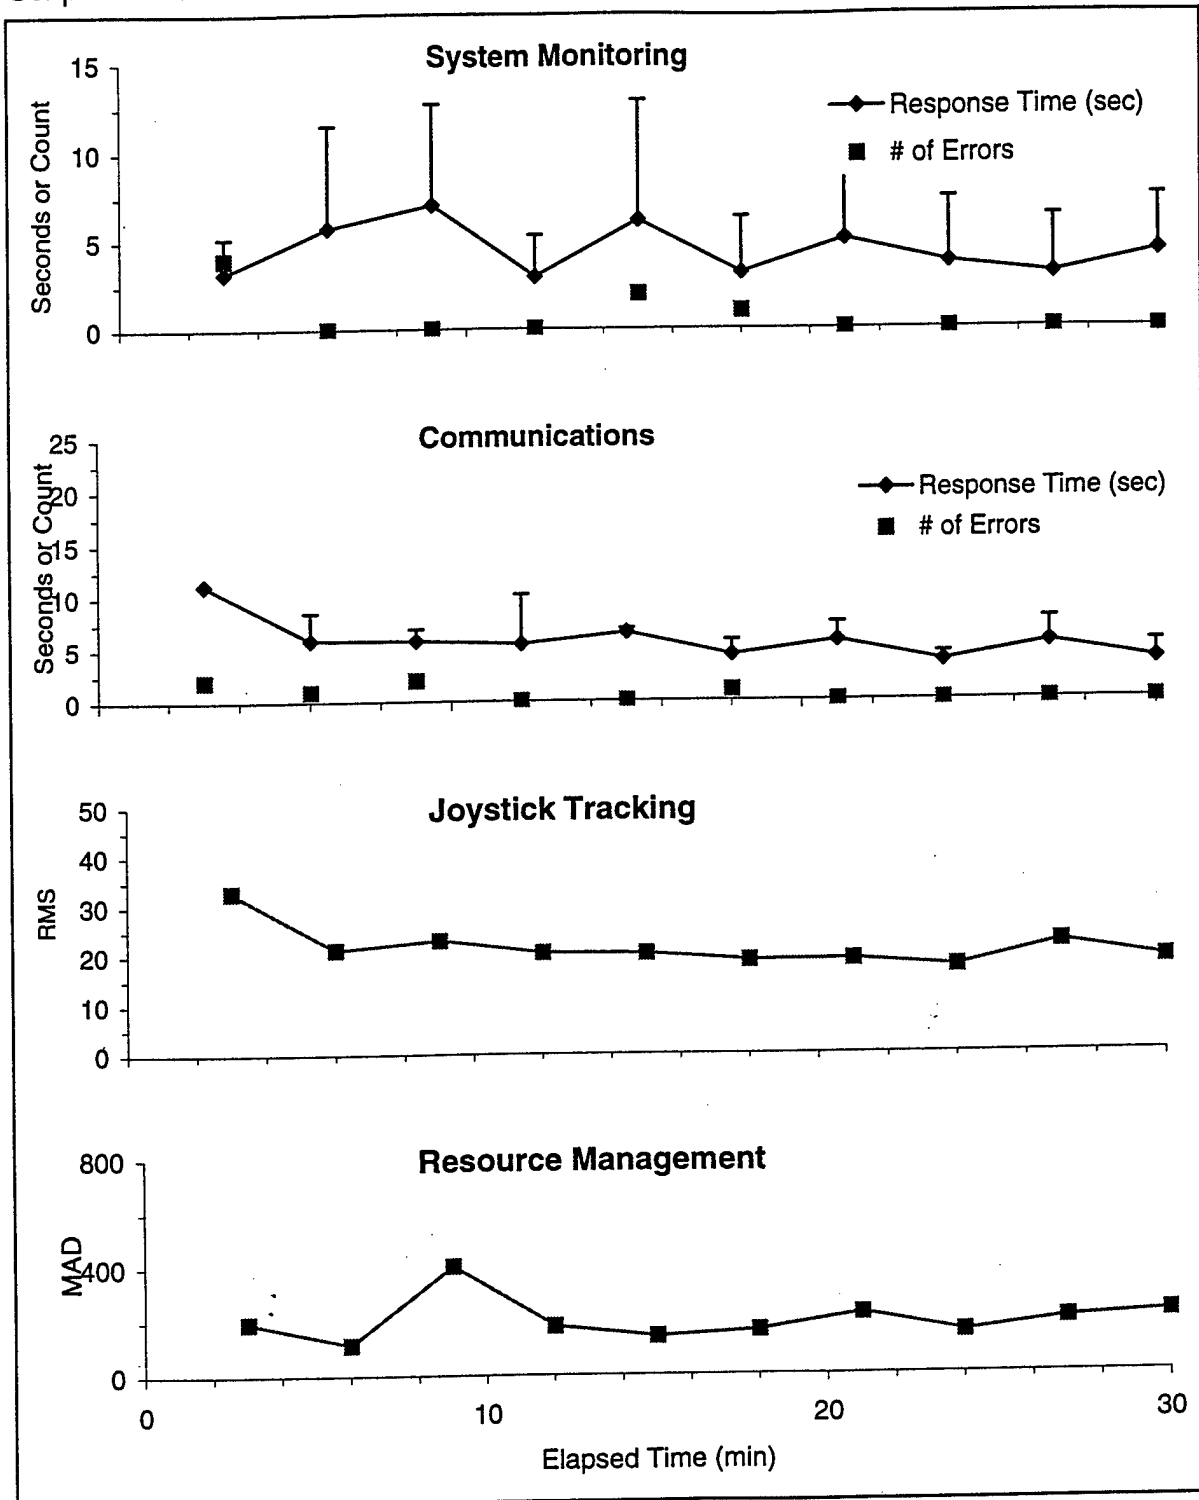 System Monitoring
15
10
5
0
Seconds or Count
Response Time (sec)
# of Errors
Communications
25
20
15
10
5
0
Seconds or Count
Response Time (sec)
# of Errors
Joystick Tracking
50
40
30
20
10
0
RMS
Resource Management
800
400
0
MAD
0
10
20
30
Elapsed Time (min)